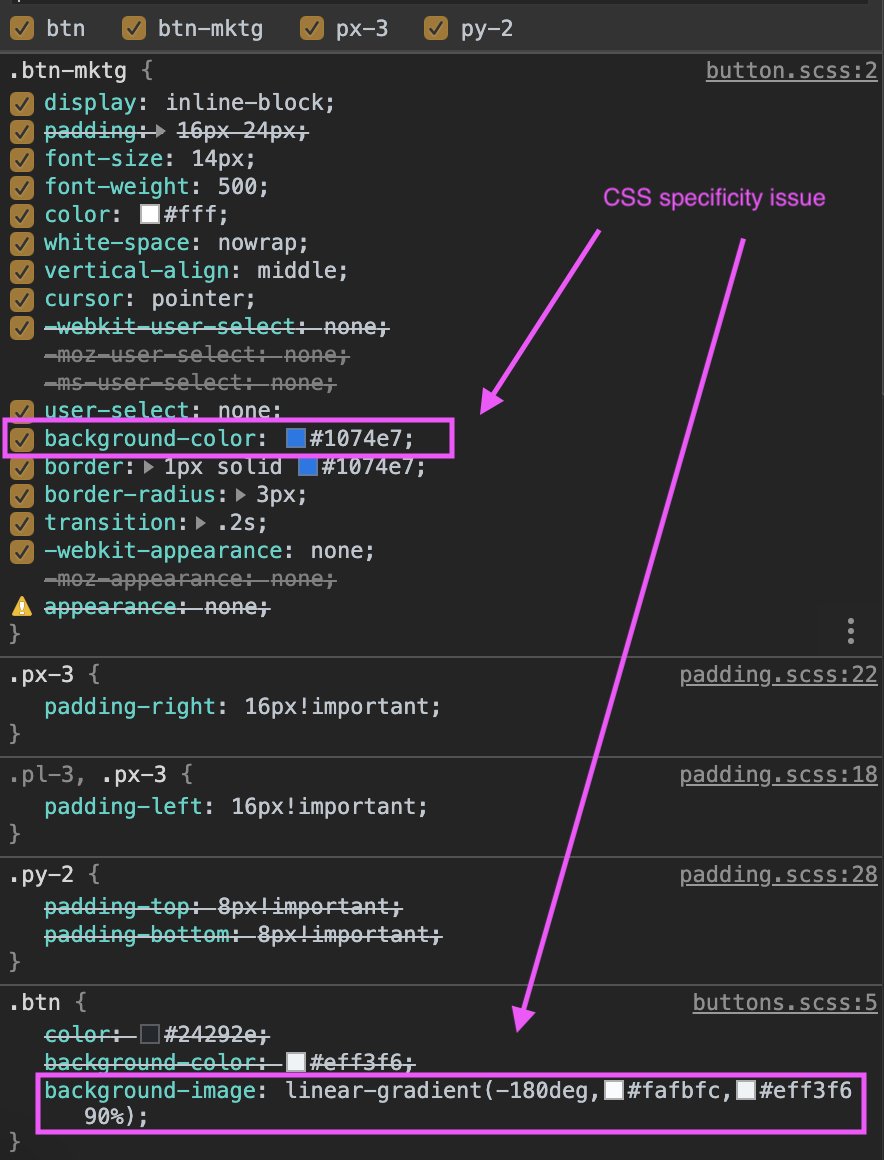 btn btn-mktg px-3 py-2
.btn-mktg { button.scss:2
display: inline-block;
padding: 16px 24px;
font-size: 14px;
font-weight: 500;
CSS specificity issue
color: #fff;
white-space: nowrap;
vertical-align: middle;
cursor: pointer;
-webkit-user-select: none;
-moz-user-select: none;
-ms-user-select: none;
user-select: none;
background-color: #1074e7;
border: 1px solid #1074e7;
border-radius: 3px;
transition: .2s;
-webkit-appearance: none;
-moz-appearance: none;
appearance: none;
}
.px-3 { padding.scss:22
padding-right: 16px!important;
}
.pl-3, .px-3 { padding.scss:18
padding-left: 16px!important;
}
.py-2 { padding.scss:28
padding-top: 8px!important;
padding-bottom: 8px!important;
}
.btn { buttons.scss:5
color: #24292e;
background-color: #eff3f6;
background-image: linear-gradient(-180deg,#fafbfc,#eff3f6
90%);
}